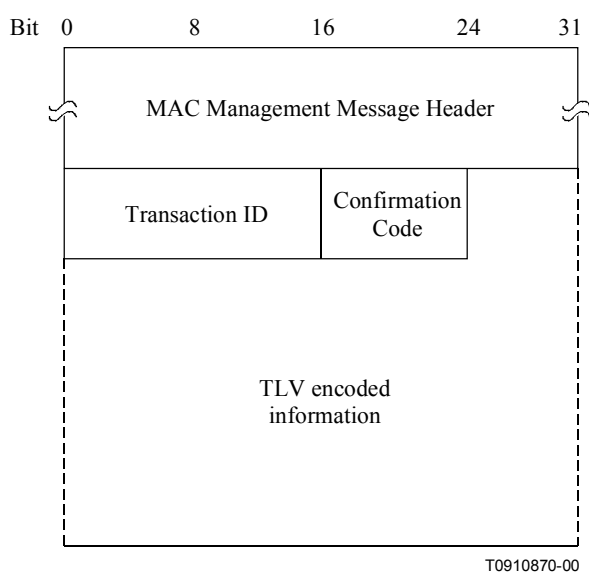 Bit 0 8 16 24 31
MAC Management Message Header
Transaction ID
Confirmation
Code
TLV encoded
information
T0910870-00